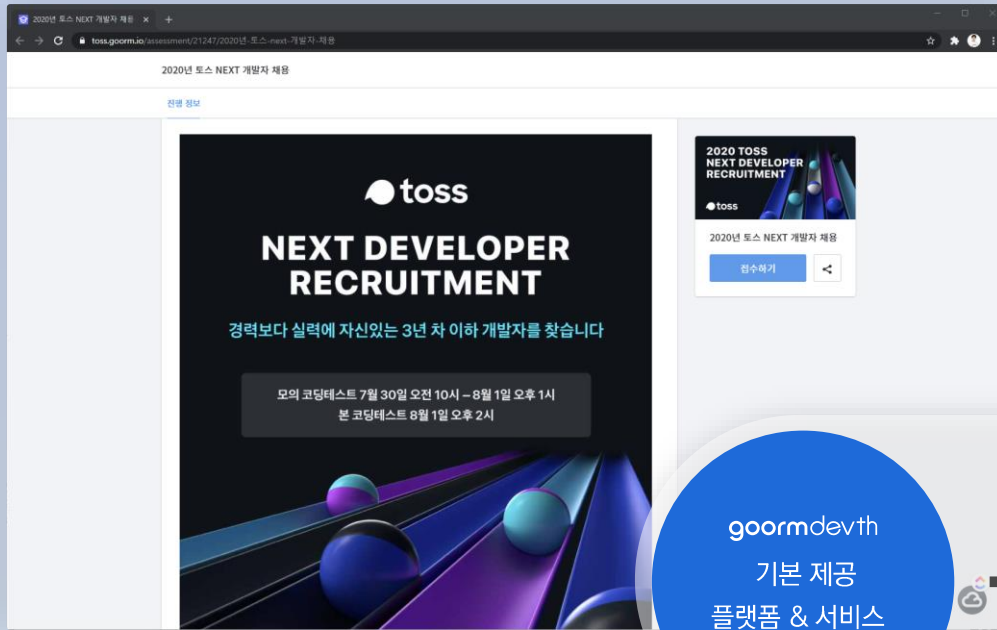 2020년 토스 NEXT 개발자 채용
toss.goorm.io/assessment/21247/2020년-토스-next-개발자-채용
2020년 토스 NEXT 개발자 채용
진행 정보
toss
NEXT DEVELOPER
RECRUITMENT
경력보다 실력에 자신있는 3년 차 이하 개발자를 찾습니다
모의 코딩테스트 7월 30일 오전 10시 – 8월 1일 오후 1시
본 코딩테스트 8월 1일 오후 2시
2020 TOSS
NEXT DEVELOPER
RECRUITMENT
toss
2020년 토스 NEXT 개발자 채용
접수하기
goormdevth
기본 제공
플랫폼 & 서비스